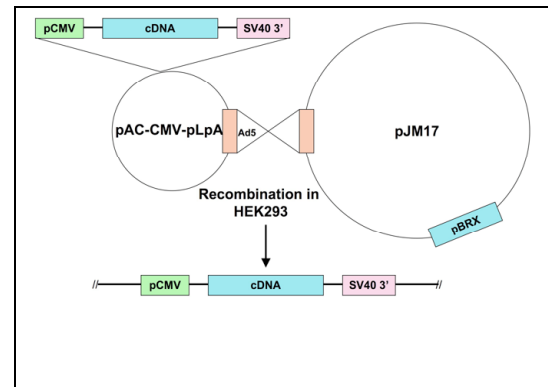 pCMV cDNA SV40 3’
pAC-CMV-pLpA Ad5 pJM17
Recombination in
HEK293
pBRX
// pCMV cDNA SV40 3’ //